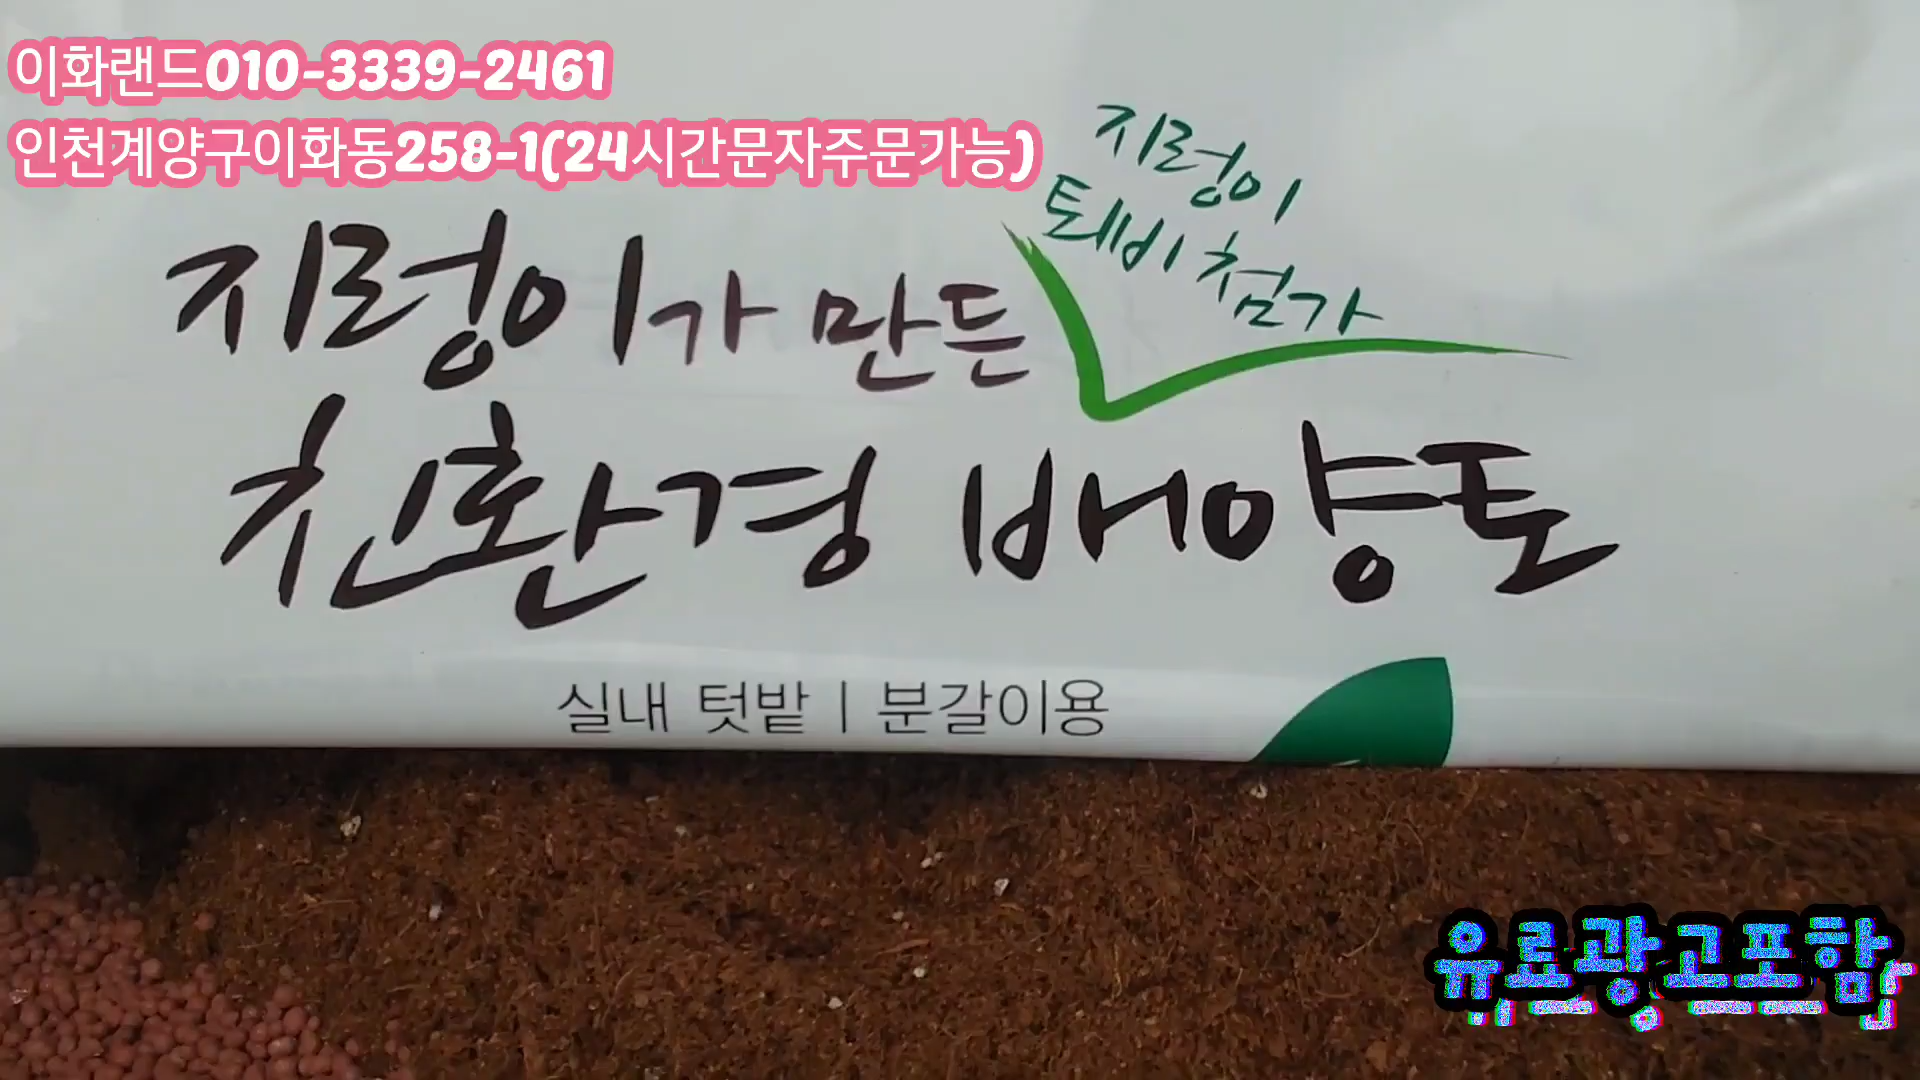 이화랜드010-3339-2461
인천계양구이화동258-1(24시간문자주문가능)
지렁이
퇴비 첨가
지렁이가 만든
친환경 배양토
실내 텃밭 | 분갈이용
유료광고포함